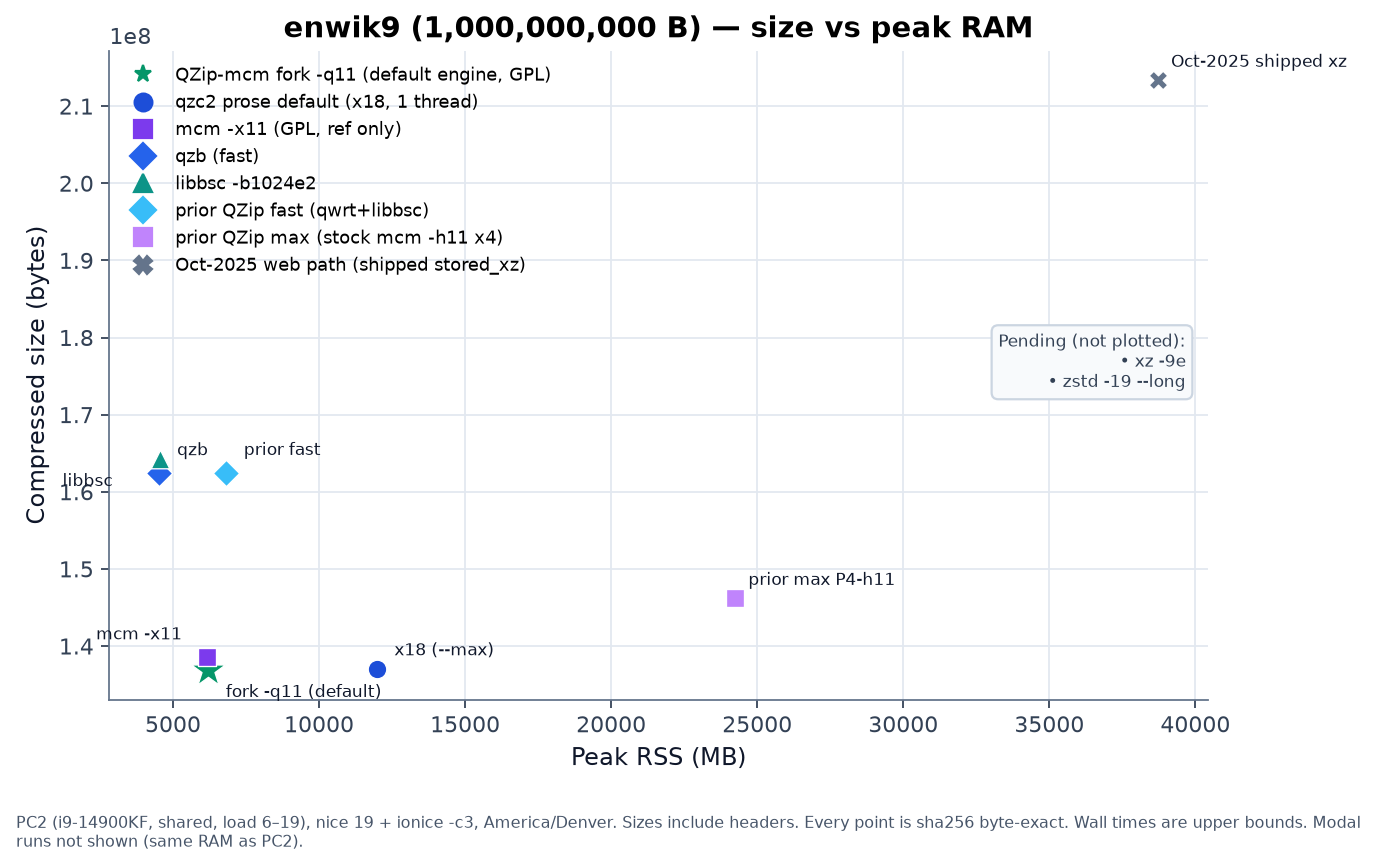 enwik9 (1,000,000,000 B) — size vs peak RAM
1e8
Oct-2025 shipped xz
QZip-mcm fork -q11 (default engine, GPL)
qzc2 prose default (x18, 1 thread)
mcm -x11 (GPL, ref only)
qzb (fast)
libbsc -b1024e2
prior QZip fast (qwrt+libbsc)
prior QZip max (stock mcm -h11 x4)
Oct-2025 web path (shipped stored_xz)
2.1
2.0
1.9
1.8
1.7
1.6
1.5
1.4
Compressed size (bytes)
Pending (not plotted):
• xz -9e
• zstd -19 --long
qzb
prior fast
libbsc
prior max P4-h11
mcm -x11
x18 (--max)
fork -q11 (default)
5000 10000 15000 20000 25000 30000 35000 40000
Peak RSS (MB)
PC2 (i9-14900KF, shared, load 6–19), nice 19 + ionice -c3, America/Denver. Sizes include headers. Every point is sha256 byte-exact. Wall times are upper bounds. Modal
runs not shown (same RAM as PC2).